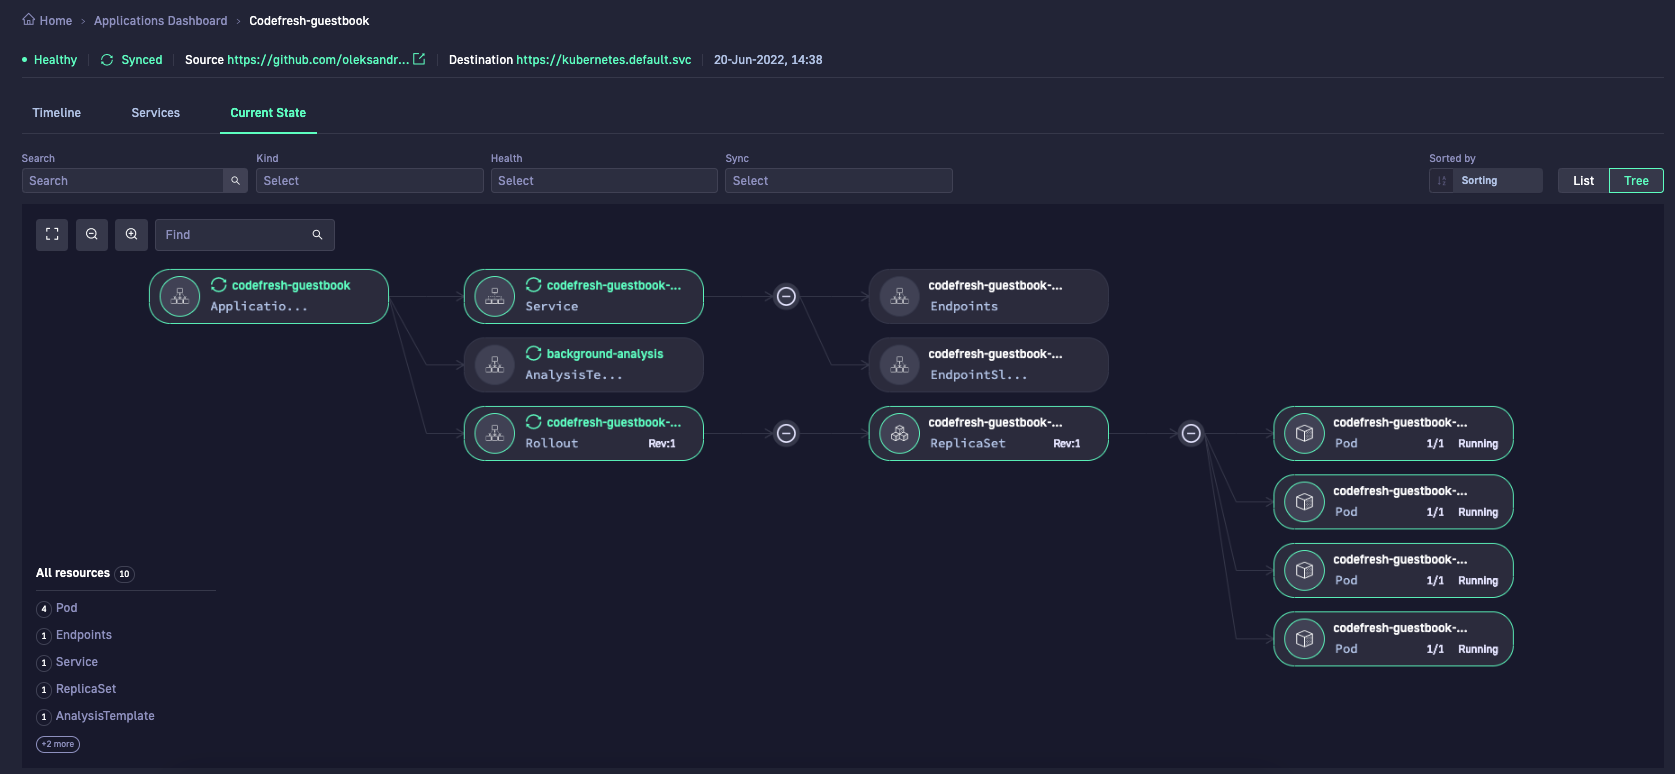 Home › Applications Dashboard › Codefresh-guestbook
Healthy Synced Source https://github.com/oleksandr... Destination https://kubernetes.default.svc 20-Jun-2022, 14:38
Timeline Services Current State
Search Kind Health Sync Sorted by
Search Select Select Select Sorting List Tree
Find
codefresh-guestbook
Applicatio...
codefresh-guestbook-...
Service
codefresh-guestbook-...
Endpoints
background-analysis
AnalysisTe...
codefresh-guestbook-...
EndpointSl...
codefresh-guestbook-...
Rollout Rev:1
codefresh-guestbook-...
ReplicaSet Rev:1
codefresh-guestbook-...
Pod 1/1 Running
codefresh-guestbook-...
Pod 1/1 Running
codefresh-guestbook-...
Pod 1/1 Running
codefresh-guestbook-...
Pod 1/1 Running
All resources 10
4 Pod
1 Endpoints
1 Service
1 ReplicaSet
1 AnalysisTemplate
+2 more